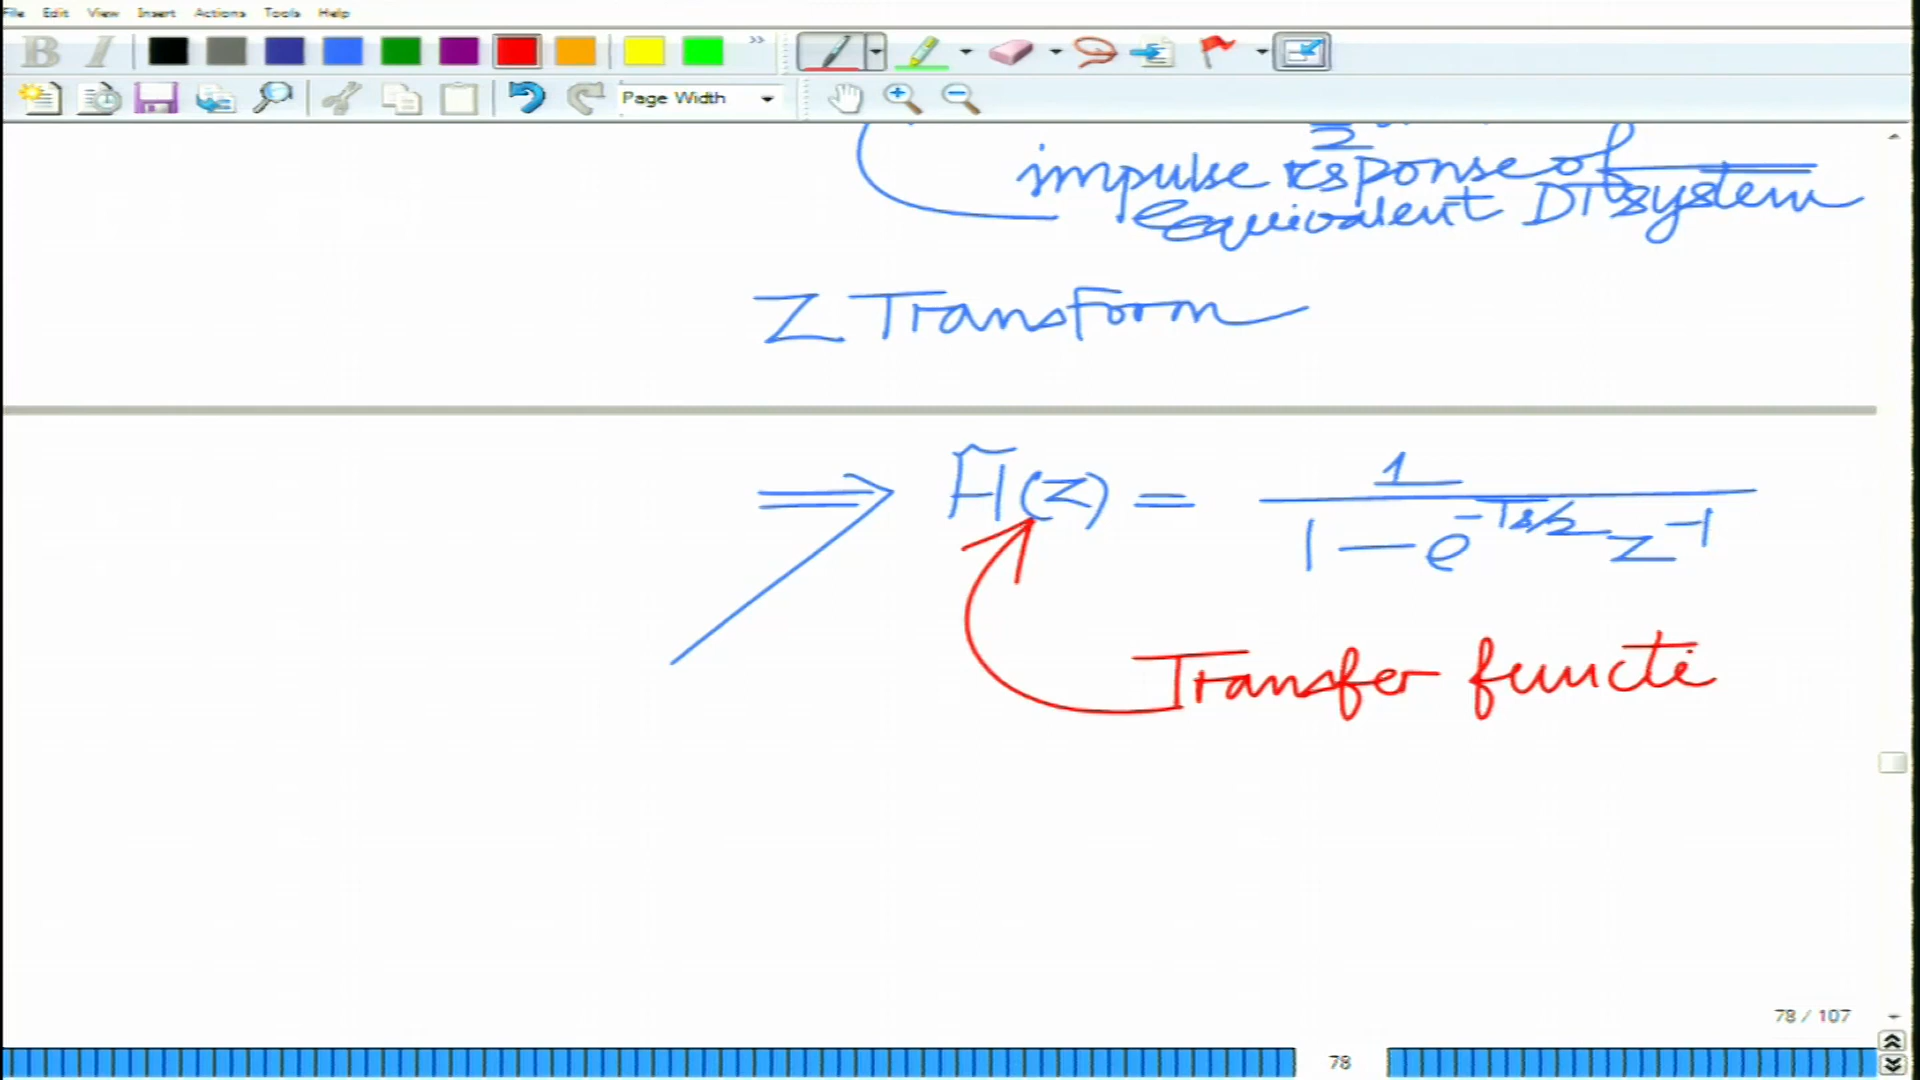 File Edit View Insert Actions Tools Help
B I
Page Width
impulse response of
equivalent DT system
Z Transform
⇒ H̃(z) = 1 / (1 - e^{-Ts/2} z^{-1})
Transfer functi
78 / 107
78